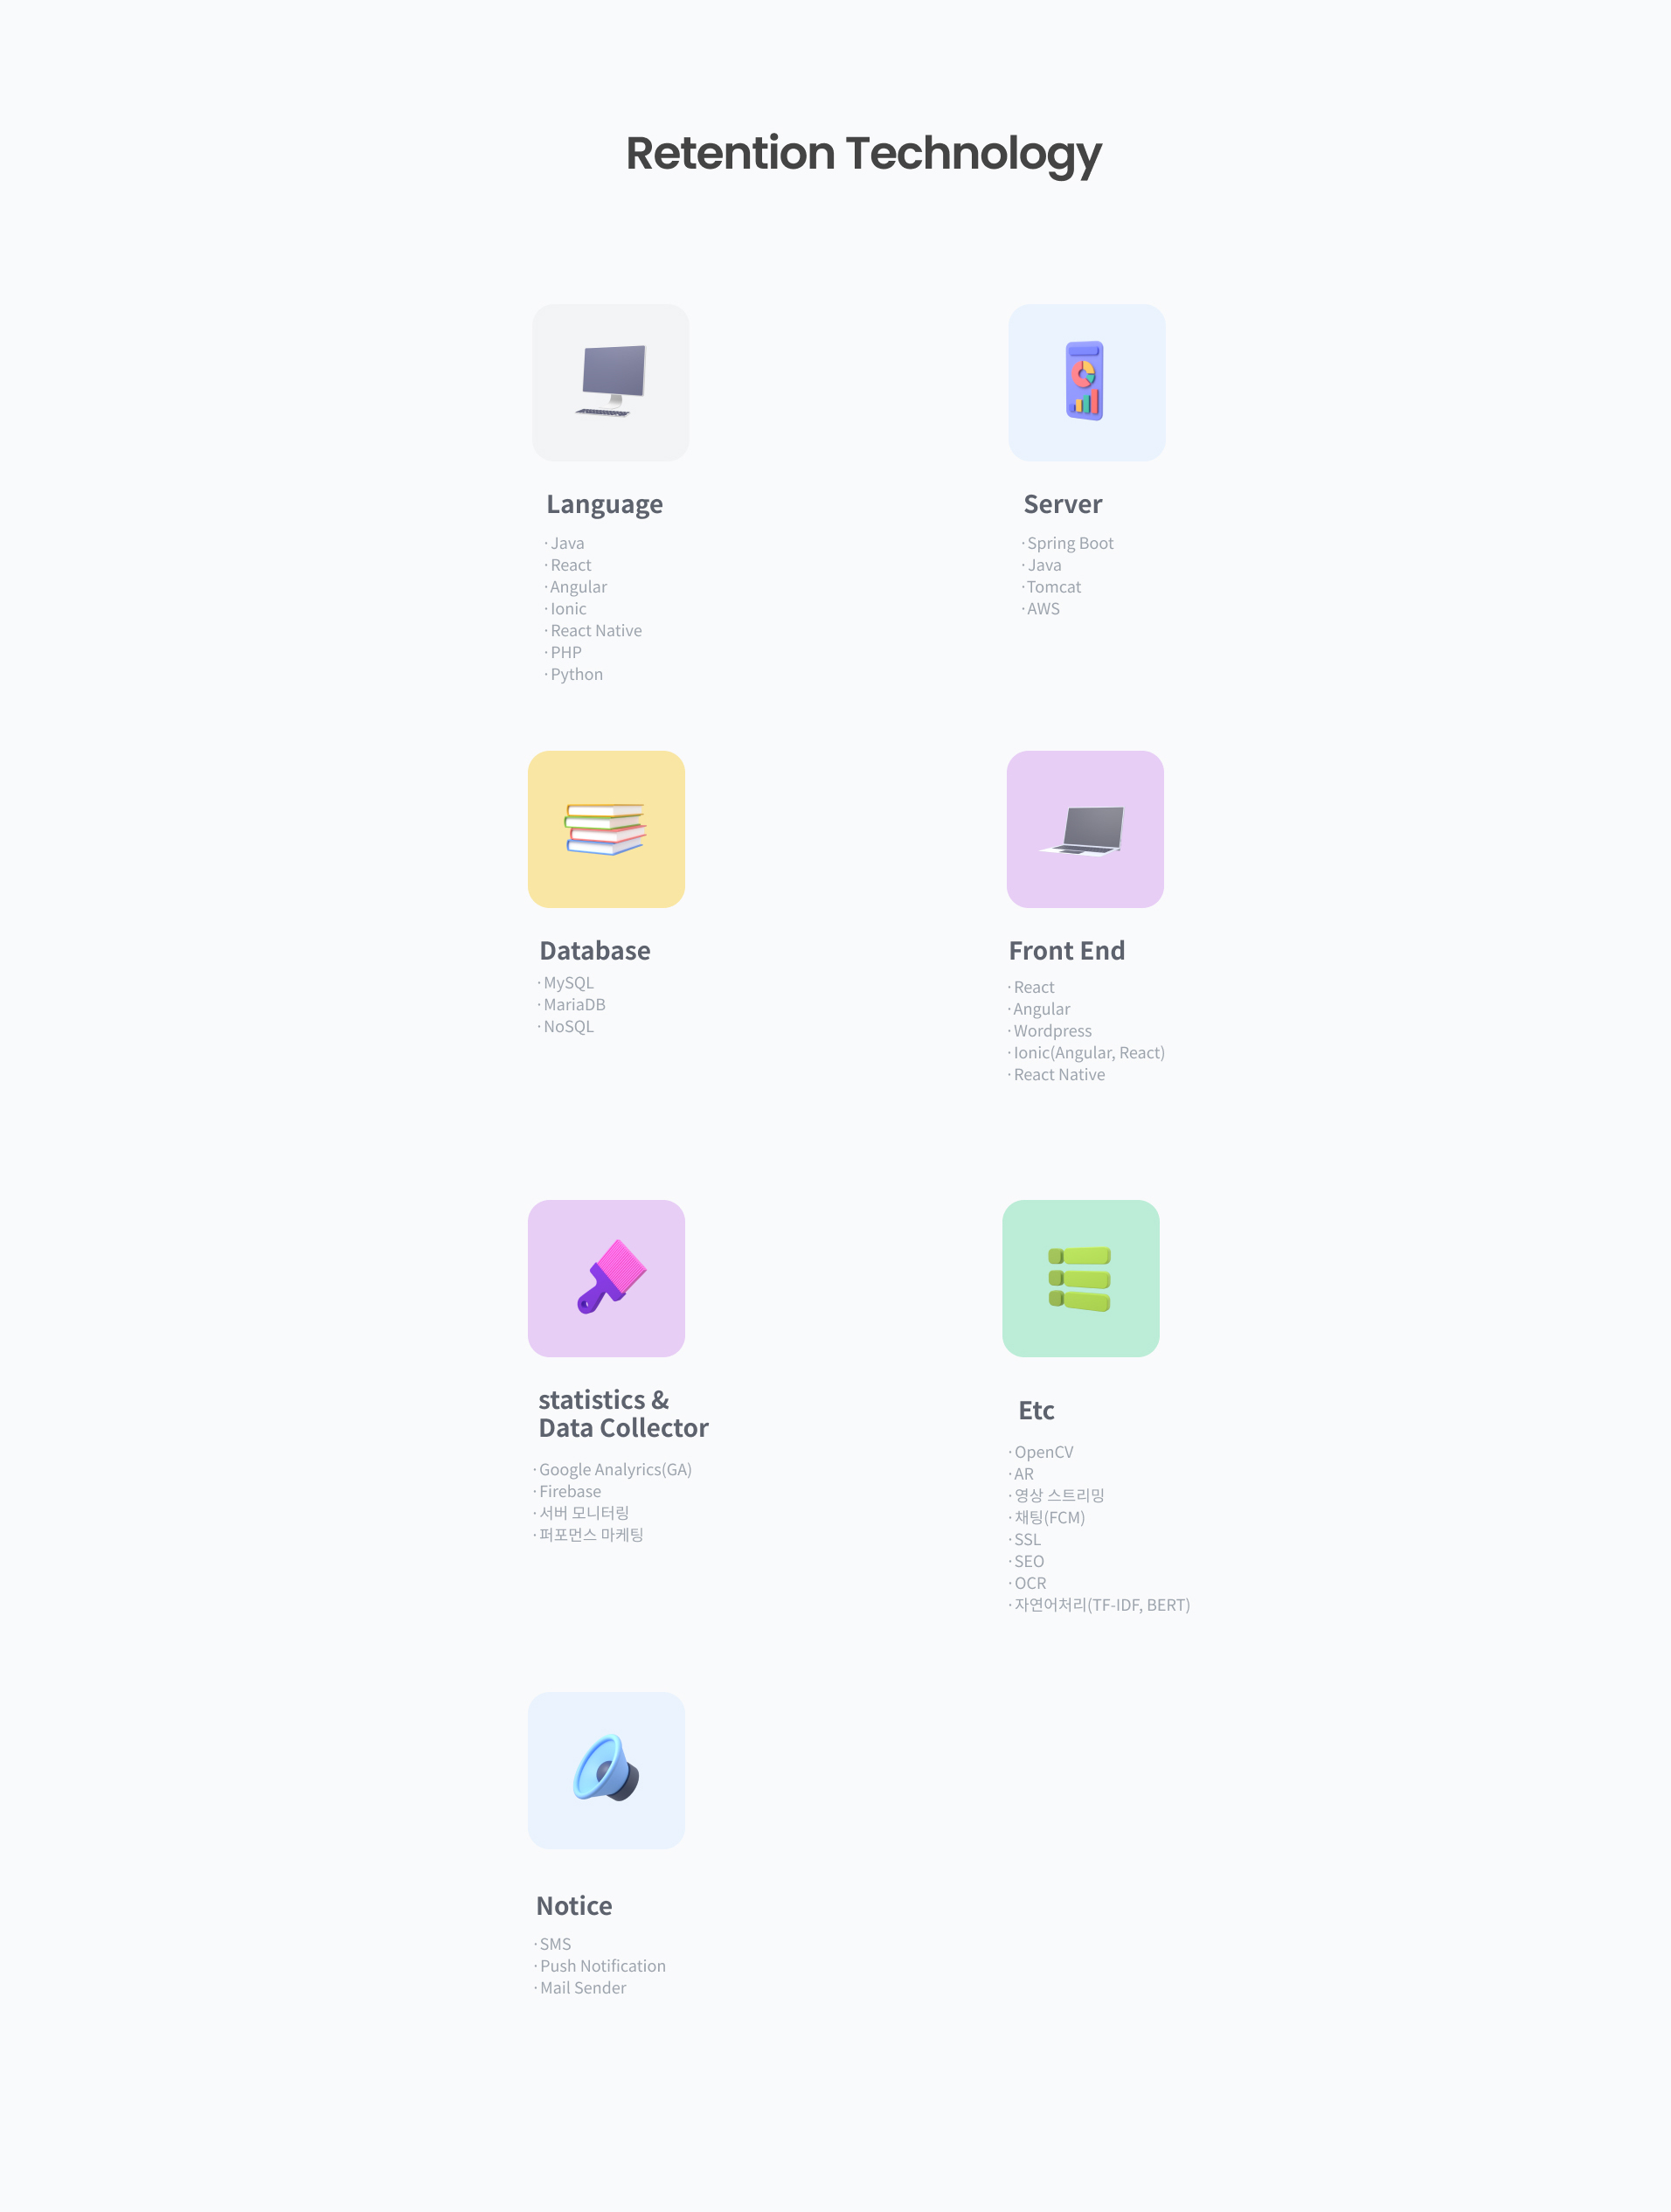 Retention Technology
Language
·Java
·React
·Angular
·Ionic
·React Native
·PHP
·Python
Server
·Spring Boot
·Java
·Tomcat
·AWS
Database
·MySQL
·MariaDB
·NoSQL
Front End
·React
·Angular
·Wordpress
·Ionic(Angular, React)
·React Native
statistics &
Data Collector
·Google Analyrics(GA)
·Firebase
·서버 모니터링
·퍼포먼스 마케팅
Etc
·OpenCV
·AR
·영상 스트리밍
·채팅(FCM)
·SSL
·SEO
·OCR
·자연어처리(TF-IDF, BERT)
Notice
·SMS
·Push Notification
·Mail Sender